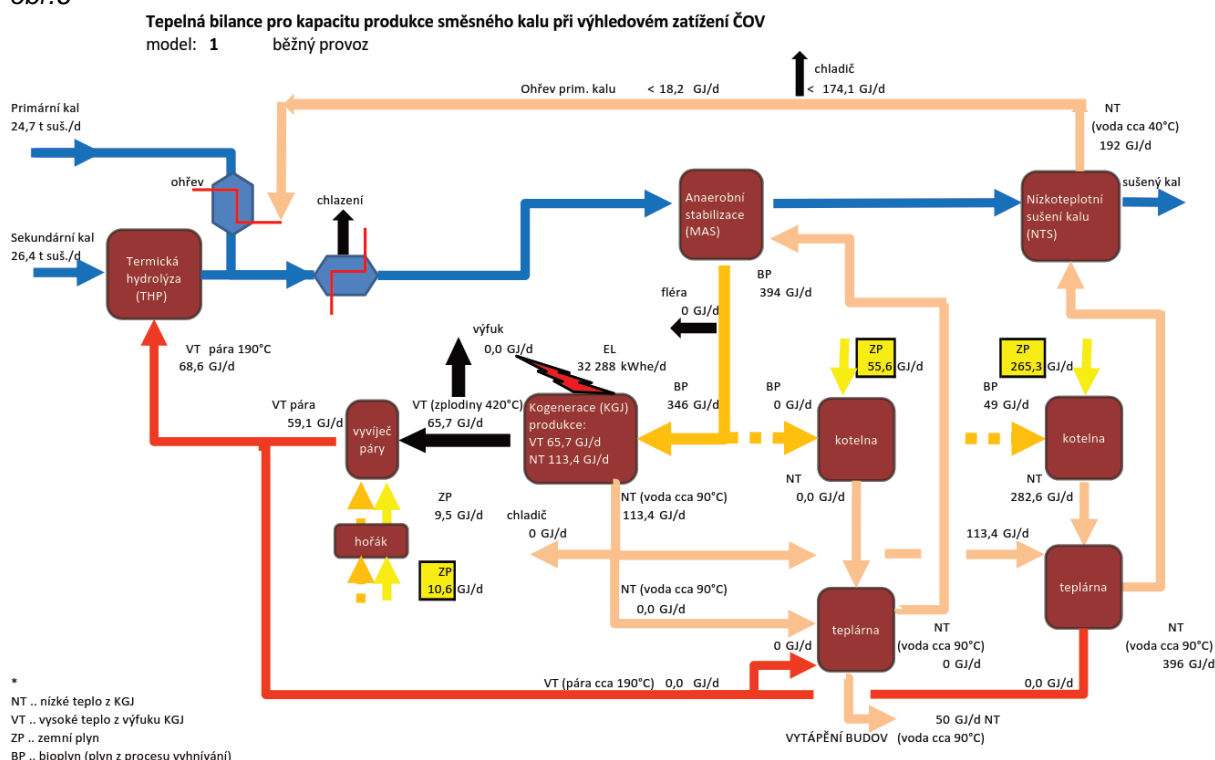 obr.6
Tepelná bilance pro kapacitu produkce směsného kalu při výhledovém zatížení ČOV
model: 1 běžný provoz
chladič
Ohřev prim. kalu < 18,2 GJ/d
< 174,1 GJ/d
Primární kal
24,7 t suš./d
NT
(voda cca 40°C)
192 GJ/d
ohřev
chlazení
Anaerobní
stabilizace
(MAS)
Nízkoteplotní
sušení kalu
(NTS)
sušený kal
Sekundární kal
26,4 t suš./d
Termická
hydrolýza
(THP)
BP
394 GJ/d
fléra
0 GJ/d
výfuk
0,0 GJ/d
EL
32 288 kWhe/d
VT pára 190°C
68,6 GJ/d
ZP
55,6 GJ/d
ZP
265,3 GJ/d
BP
346 GJ/d
BP
0 GJ/d
BP
49 GJ/d
VT pára
59,1 GJ/d
VT (zplodiny 420°C)
65,7 GJ/d
Kogenerace (KGJ)
produkce:
VT 65,7 GJ/d
NT 113,4 GJ/d
vyvíječ
páry
kotelna
kotelna
NT
0,0 GJ/d
NT
282,6 GJ/d
ZP
9,5 GJ/d
chladič
0 GJ/d
NT (voda cca 90°C)
113,4 GJ/d
113,4 GJ/d
hořák
ZP
10,6 GJ/d
NT (voda cca 90°C)
0,0 GJ/d
teplárna
teplárna
0 GJ/d
NT
(voda cca 90°C)
0 GJ/d
NT
(voda cca 90°C)
396 GJ/d
VT (pára cca 190°C) 0,0 GJ/d
0,0 GJ/d
50 GJ/d NT
VYTÁPĚNÍ BUDOV (voda cca 90°C)
*
NT .. nízké teplo z KGJ
VT .. vysoké teplo z výfuku KGJ
ZP .. zemní plyn
BP .. bioplyn (plyn z procesu vyhnívání)